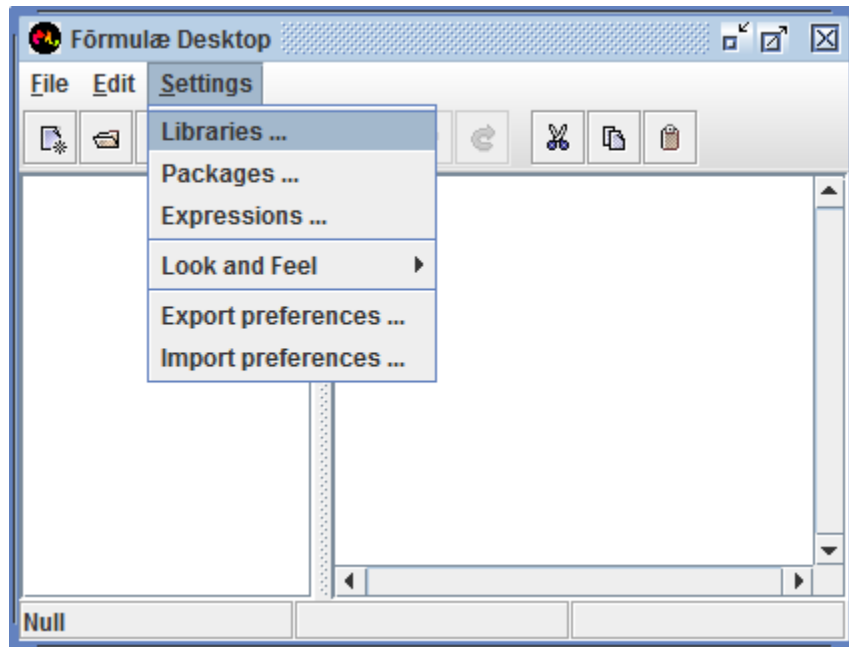 Fōrmulæ Desktop
File Edit Settings
Libraries ...
Packages ...
Expressions ...
Look and Feel
Export preferences ...
Import preferences ...
Null